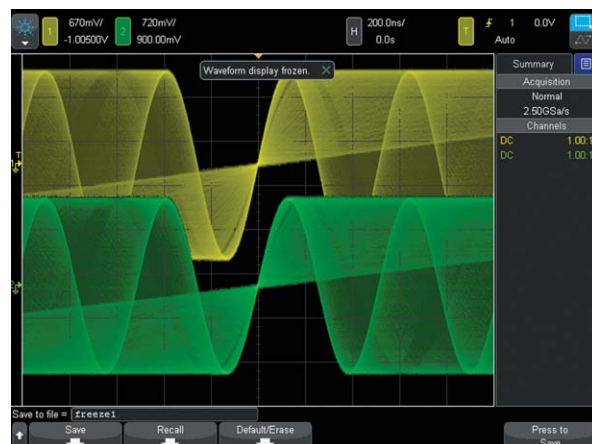 1 670mV/ 2 720mV/ H 200.0ns/ T 1 0.0V
-1.00500V 900.00mV 0.0s Auto
Waveform display frozen.
Summary
Acquisition
Normal
2.50GSa/s
Channels
DC 1.00:1
DC 1.00:1
T
1
2
Save to file = freeze1
Save Recall Default/Erase Press to
Save